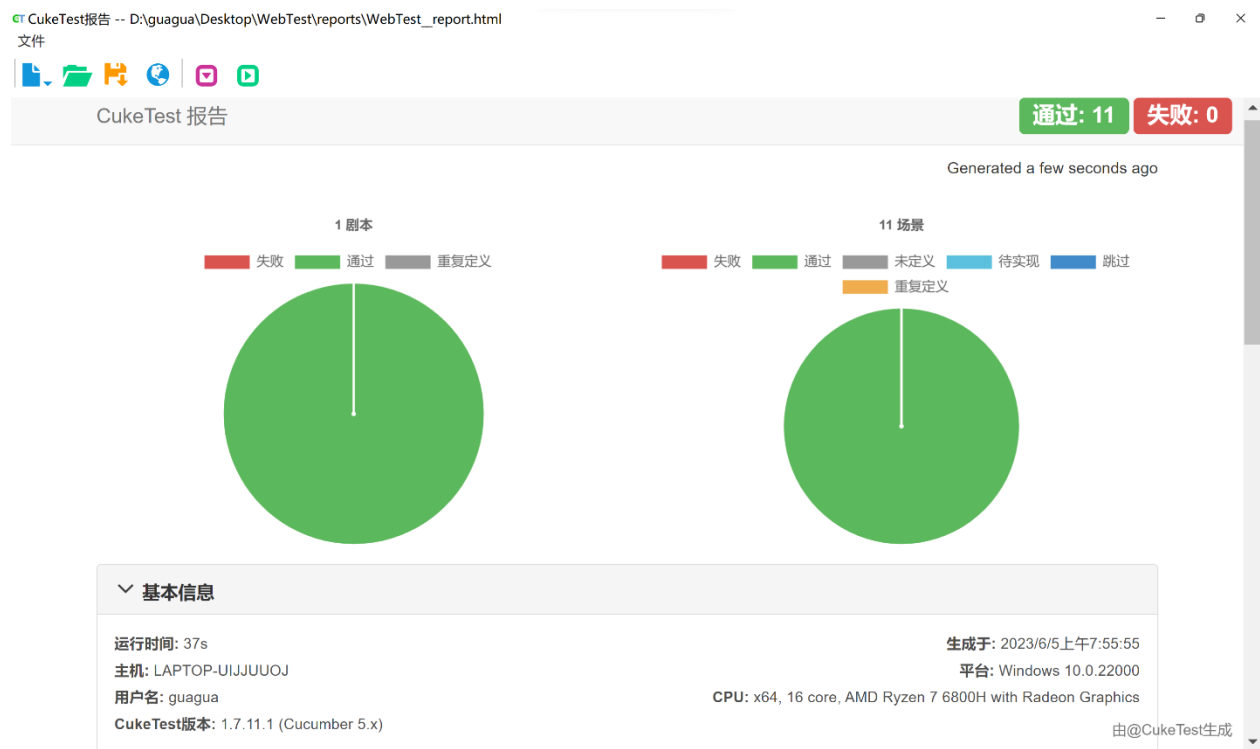 CukeTest报告 -- D:\guagua\Desktop\WebTest\reports\WebTest__report.html
文件
CukeTest 报告
通过: 11 失败: 0
Generated a few seconds ago
1 剧本
失败 通过 重复定义
11 场景
失败 通过 未定义 待实现 跳过
重复定义
基本信息
运行时间: 37s
主机: LAPTOP-UIJJUUOJ
用户名: guagua
CukeTest版本: 1.7.11.1 (Cucumber 5.x)
生成于: 2023/6/5上午7:55:55
平台: Windows 10.0.22000
CPU: x64, 16 core, AMD Ryzen 7 6800H with Radeon Graphics
由@CukeTest生成